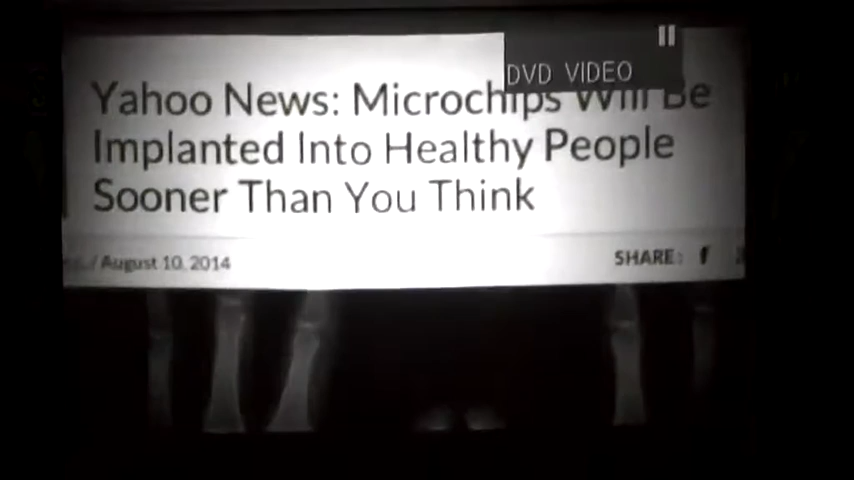 DVD VIDEO
Yahoo News: Microchips Will Be
Implanted Into Healthy People
Sooner Than You Think
/ August 10, 2014
SHARE: